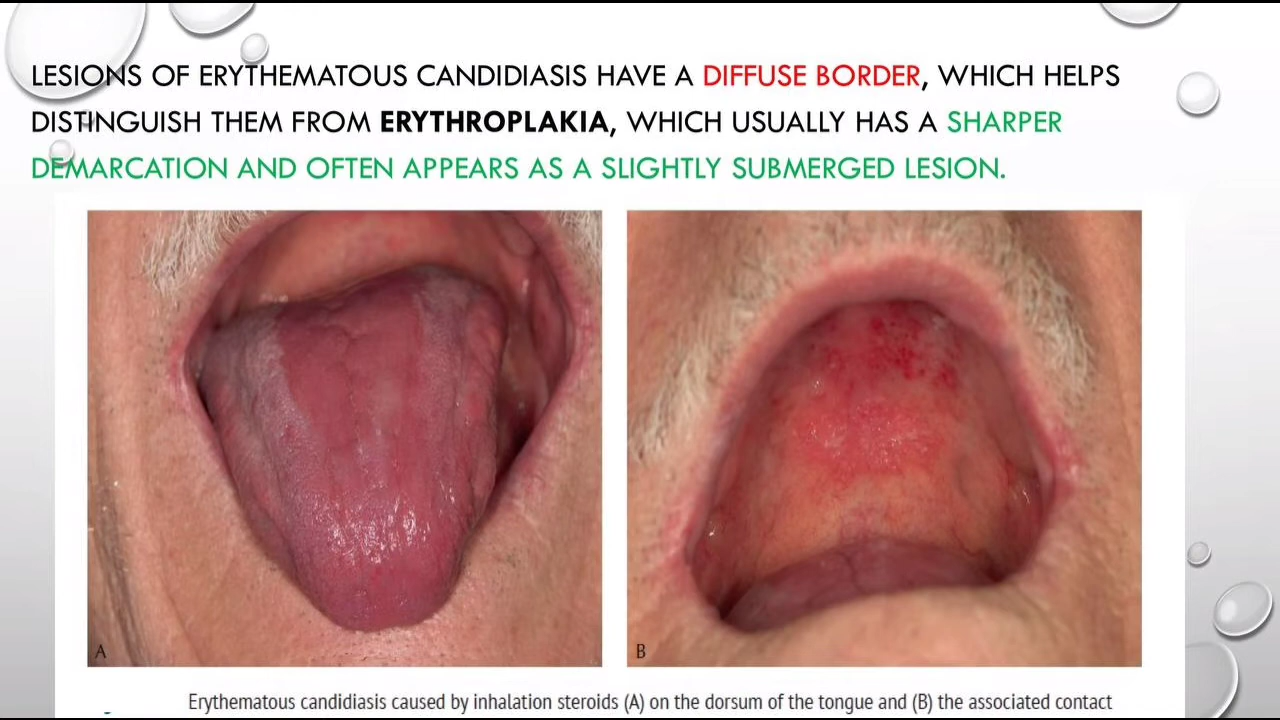 LESIONS OF ERYTHEMATOUS CANDIDIASIS HAVE A DIFFUSE BORDER, WHICH HELPS
DISTINGUISH THEM FROM ERYTHROPLAKIA, WHICH USUALLY HAS A SHARPER
DEMARCATION AND OFTEN APPEARS AS A SLIGHTLY SUBMERGED LESION.
A
B
Erythematous candidiasis caused by inhalation steroids (A) on the dorsum of the tongue and (B) the associated contact